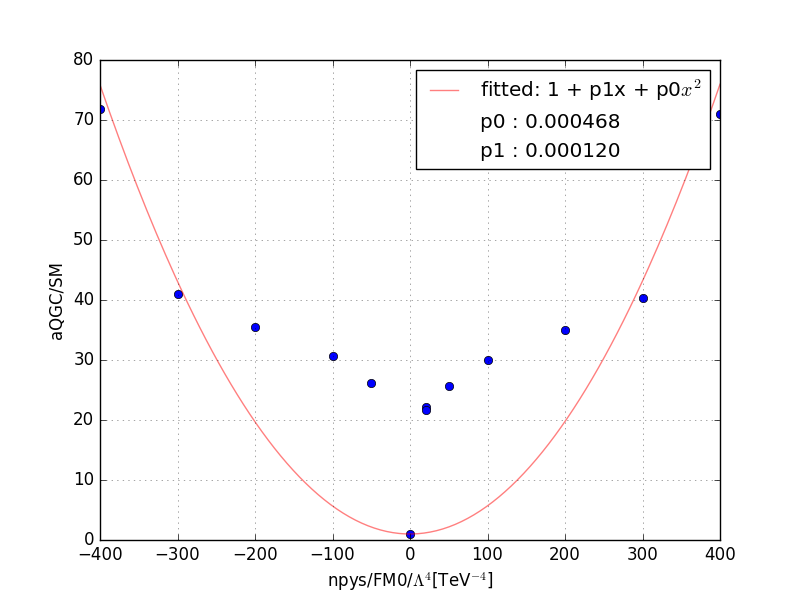 80
70
60
50
40
30
20
10
0
aQGC/SM
fitted: 1 + p1x + p0x²
p0 : 0.000468
p1 : 0.000120
−400 −300 −200 −100 0 100 200 300 400
npys/FM0/Λ⁴[TeV⁻⁴]